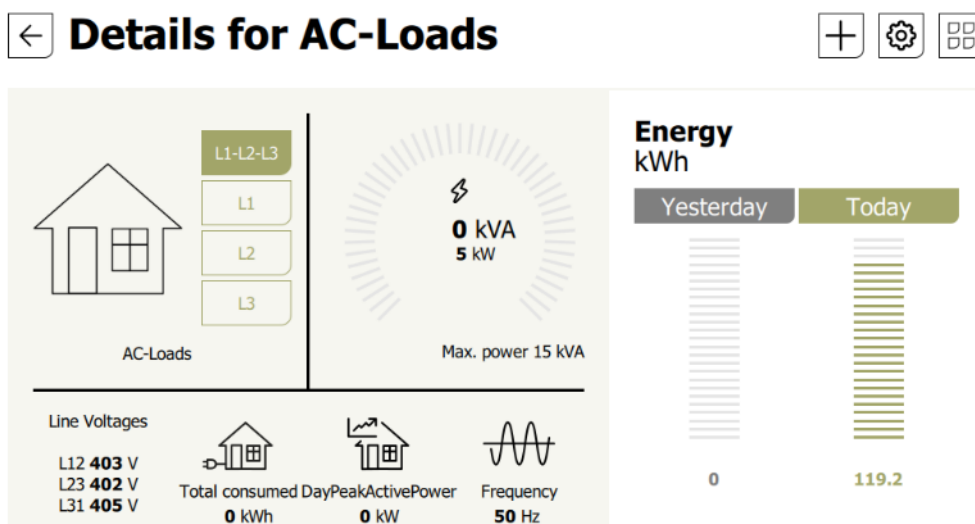 Details for AC-Loads
L1-L2-L3
L1
L2
L3
AC-Loads
0 kVA
5 kW
Max. power 15 kVA
Energy
kWh
Yesterday Today
0 119.2
Line Voltages
L12 403 V
L23 402 V
L31 405 V
Total consumed
0 kWh
DayPeakActivePower
0 kW
Frequency
50 Hz